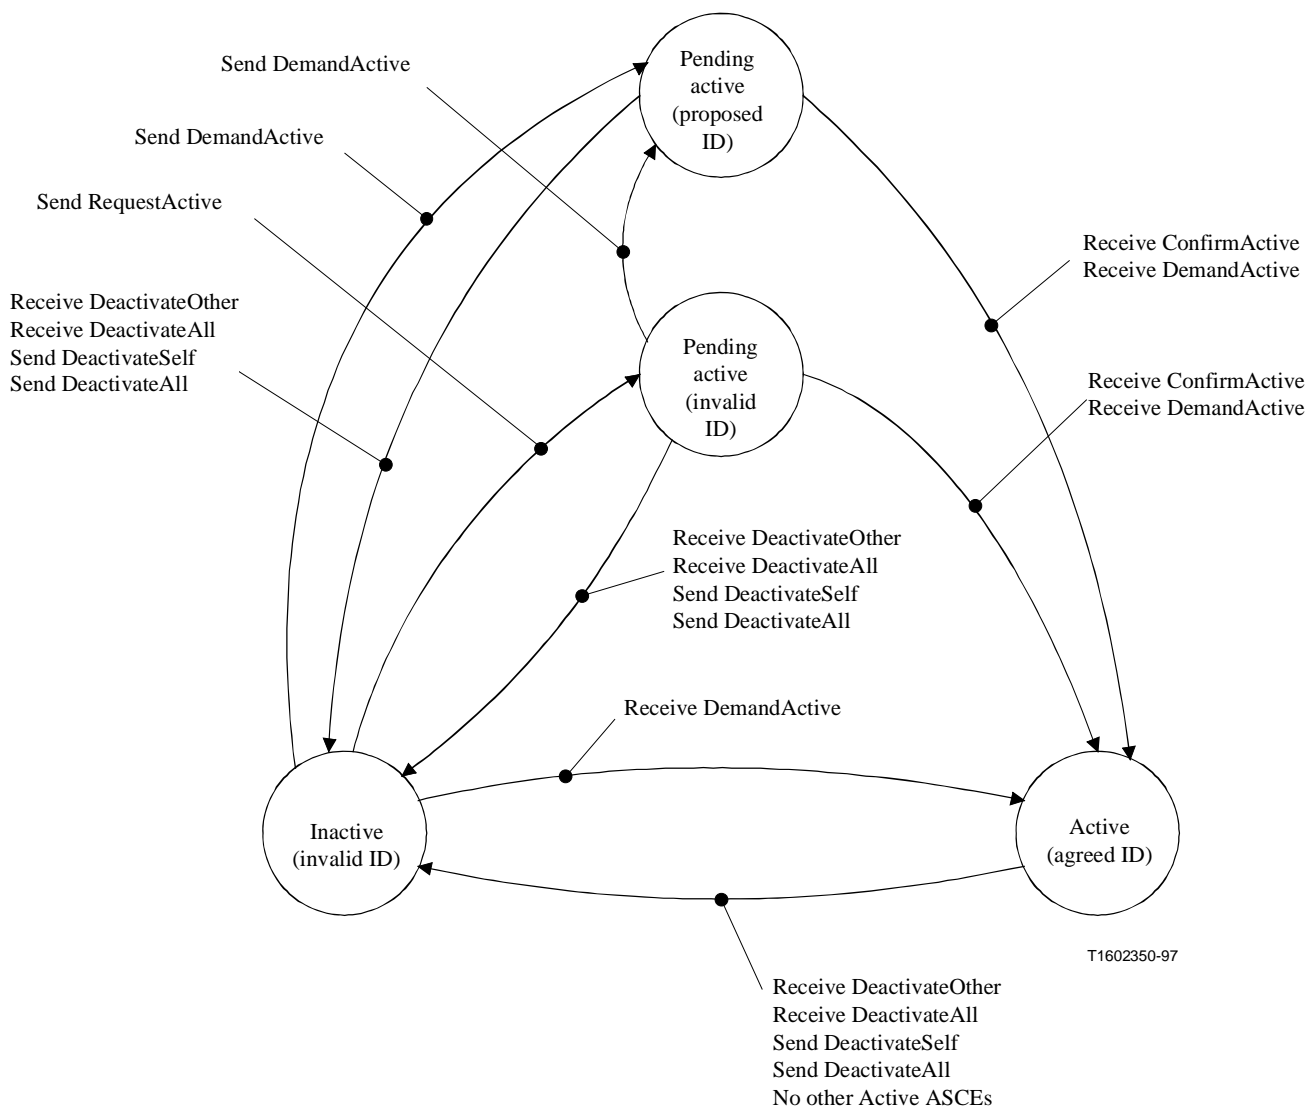 Send DemandActive
Pending
active
(proposed
ID)
Send DemandActive
Send RequestActive
Receive ConfirmActive
Receive DemandActive
Receive DeactivateOther
Receive DeactivateAll
Send DeactivateSelf
Send DeactivateAll
Pending
active
(invalid
ID)
Receive ConfirmActive
Receive DemandActive
Receive DeactivateOther
Receive DeactivateAll
Send DeactivateSelf
Send DeactivateAll
Receive DemandActive
Inactive
(invalid ID)
Active
(agreed ID)
T1602350-97
Receive DeactivateOther
Receive DeactivateAll
Send DeactivateSelf
Send DeactivateAll
No other Active ASCEs